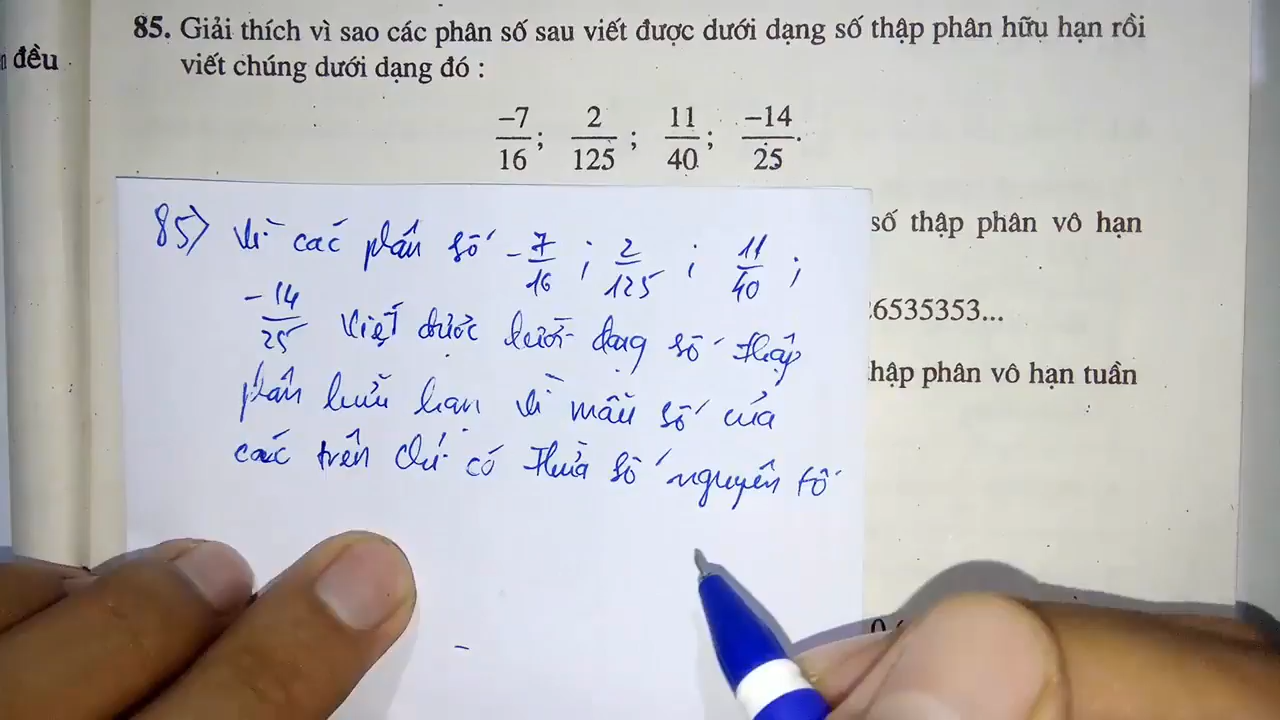 85. Giải thích vì sao các phân số sau viết được dưới dạng số thập phân hữu hạn rồi
đều
viết chúng dưới dạng đó :
-7/16; 2/125; 11/40; -14/25.
85) Vì các phân số -7/16; 2/125; 11/40;
-14/25 viết được dưới dạng số thập
phân hữu hạn vì mẫu số của
các trên chỉ có thừa số nguyên tố
số thập phân vô hạn
6535353...
thập phân vô hạn tuần